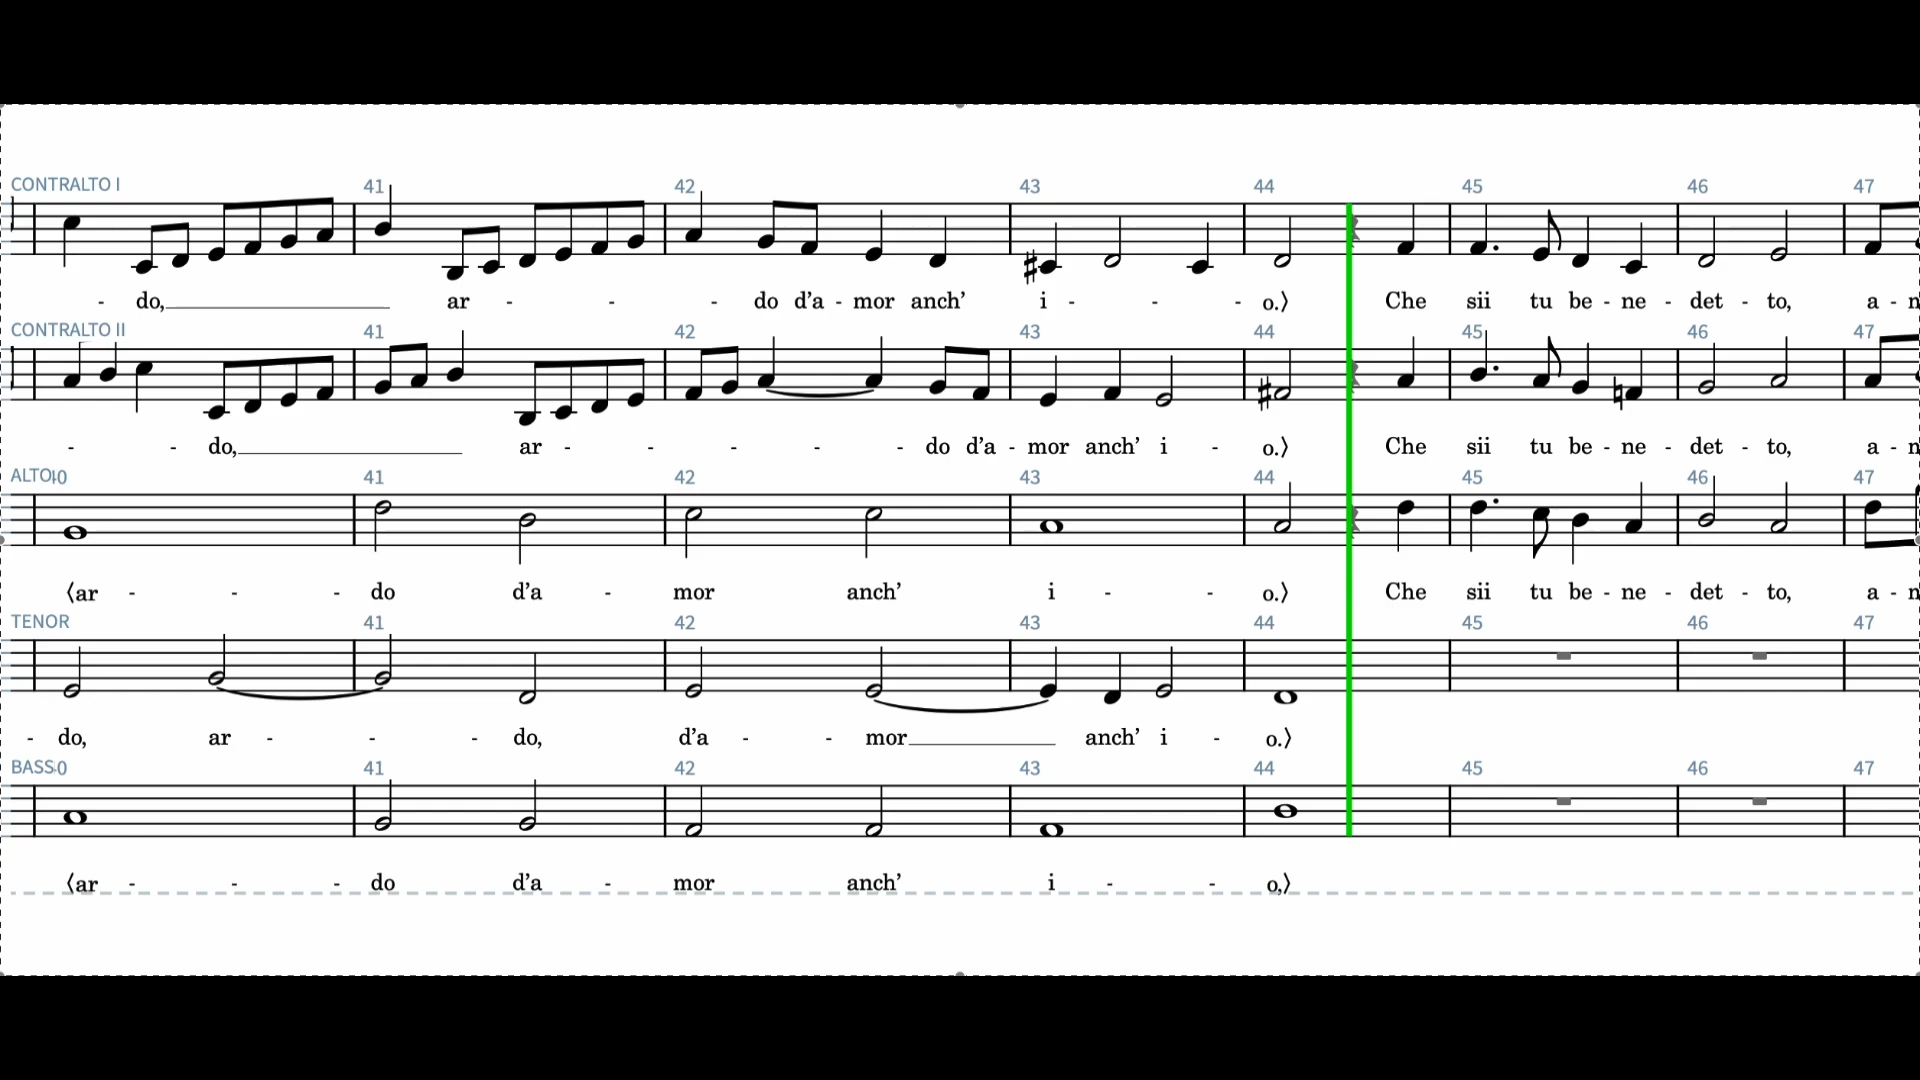 CONTRALTO I 41 42 43 44 45 46 47
- do, ar - - - do d’a - mor anch’ i - - - o.⟩ Che sii tu be - ne - det - to, a - n
CONTRALTO II 41 42 43 44 45 46 47
- - do, ar - - - - - do d’a - mor anch’ i - o.⟩ Che sii tu be - ne - det - to, a - n
ALTO 40 41 42 43 44 45 46 47
⟨ar - - - do d’a - mor anch’ i - - o.⟩ Che sii tu be - ne - det - to, a - n
TENOR 41 42 43 44 45 46 47
- do, ar - - - do, d’a - - mor anch’ i - o.⟩
BASS 41 42 43 44 45 46 47
⟨ar - - - do d’a - mor anch’ i - - o,⟩